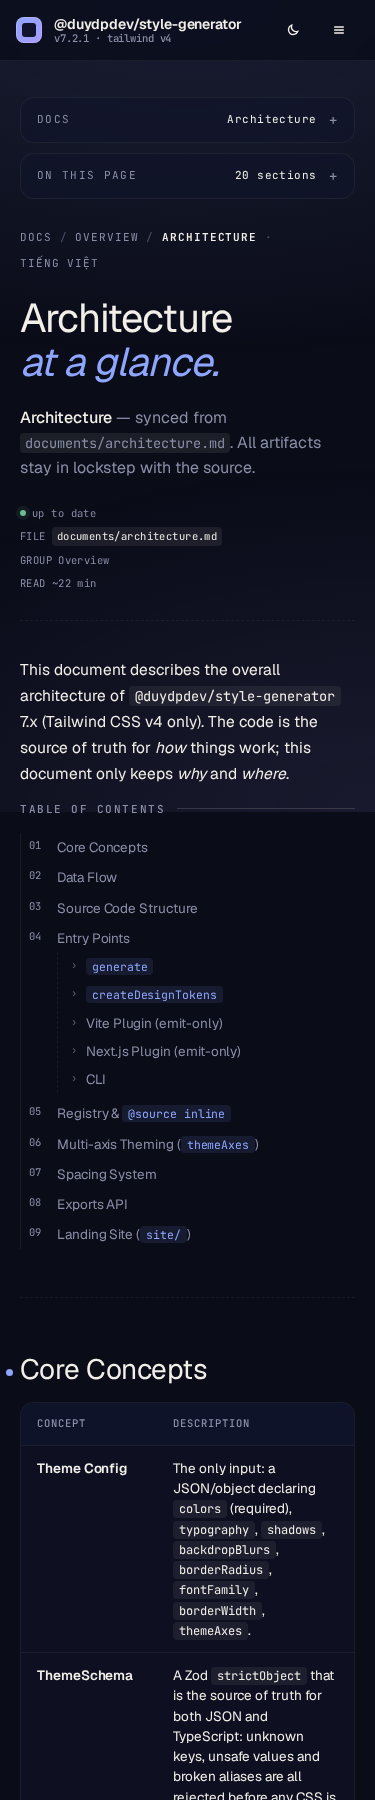 @duydpdev/style-generator
v7.2.1 · tailwind v4
DOCS Architecture +
ON THIS PAGE 20 sections +
DOCS / OVERVIEW / ARCHITECTURE ·
TIẾNG VIỆT
Architecture
at a glance.
Architecture — synced from
documents/architecture.md. All artifacts
stay in lockstep with the source.
up to date
FILE documents/architecture.md
GROUP Overview
READ ~22 min
This document describes the overall
architecture of @duydpdev/style-generator
7.x (Tailwind CSS v4 only). The code is the
source of truth for how things work; this
document only keeps why and where.
TABLE OF CONTENTS
01 Core Concepts
02 Data Flow
03 Source Code Structure
04 Entry Points
› generate
› createDesignTokens
› Vite Plugin (emit-only)
› Next.js Plugin (emit-only)
› CLI
05 Registry & @source inline
06 Multi-axis Theming (themeAxes)
07 Spacing System
08 Exports API
09 Landing Site (site/)
Core Concepts
CONCEPT DESCRIPTION
Theme Config The only input: a
JSON/object declaring
colors (required),
typography, shadows,
backdropBlurs,
borderRadius,
fontFamily,
borderWidth,
themeAxes.
ThemeSchema A Zod strictObject that
is the source of truth for
both JSON and
TypeScript: unknown
keys, unsafe values and
broken aliases are all
rejected before any CSS is